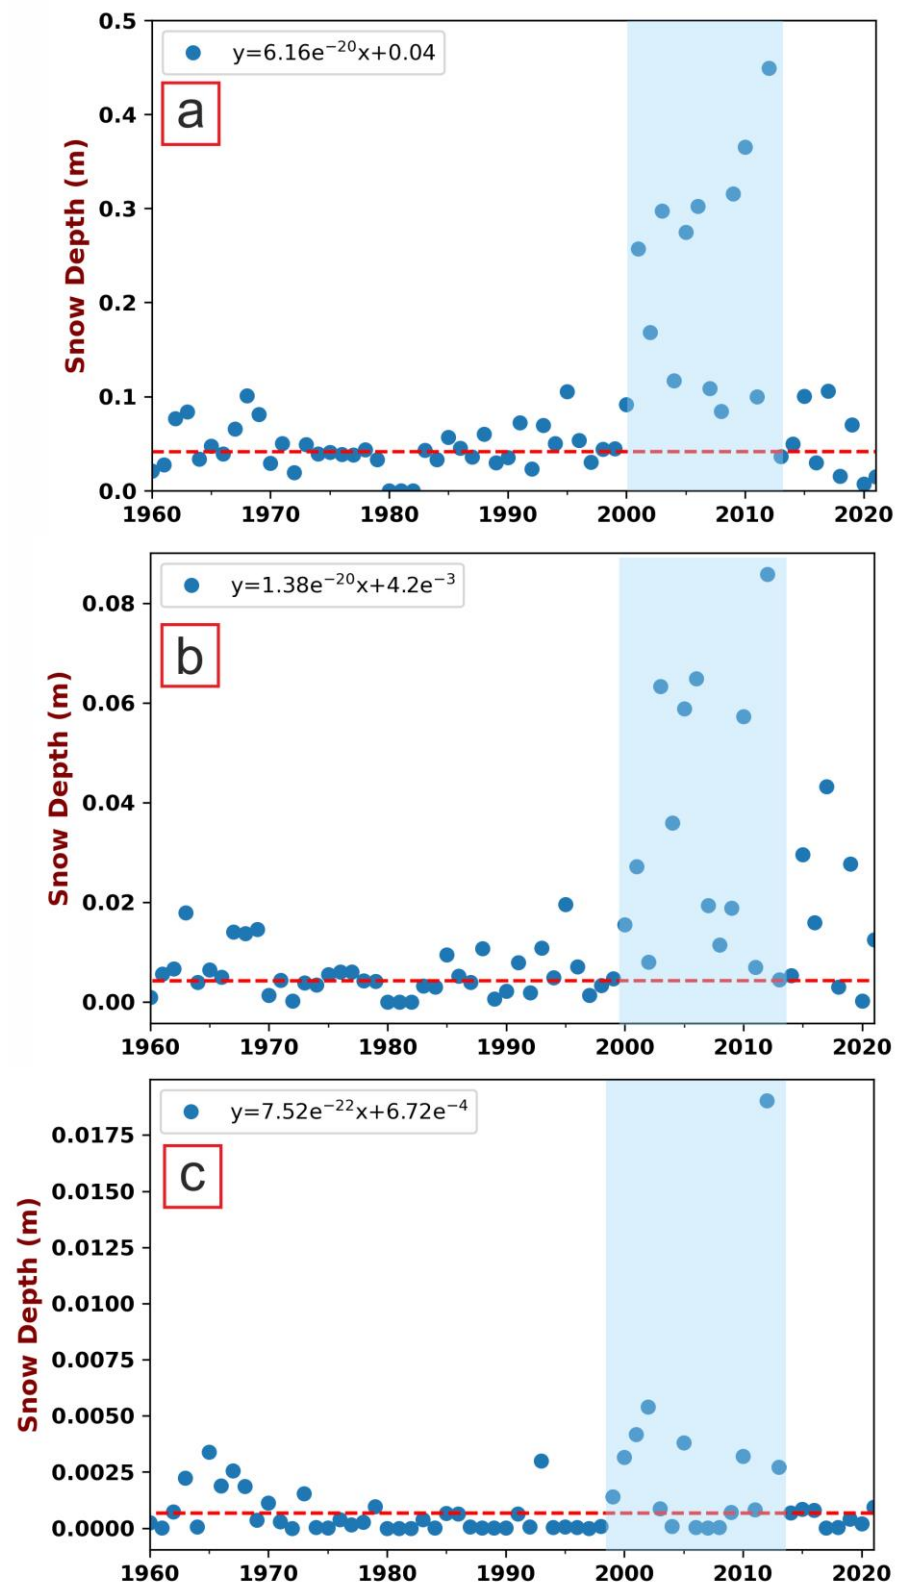 0.5
y=6.16e⁻²⁰x+0.04
a
0.4
0.3
0.2
0.1
0.0
Snow Depth (m)
1960 1970 1980 1990 2000 2010 2020
y=1.38e⁻²⁰x+4.2e⁻³
b
0.08
0.06
0.04
0.02
0.00
Snow Depth (m)
1960 1970 1980 1990 2000 2010 2020
y=7.52e⁻²²x+6.72e⁻⁴
c
0.0175
0.0150
0.0125
0.0100
0.0075
0.0050
0.0025
0.0000
Snow Depth (m)
1960 1970 1980 1990 2000 2010 2020